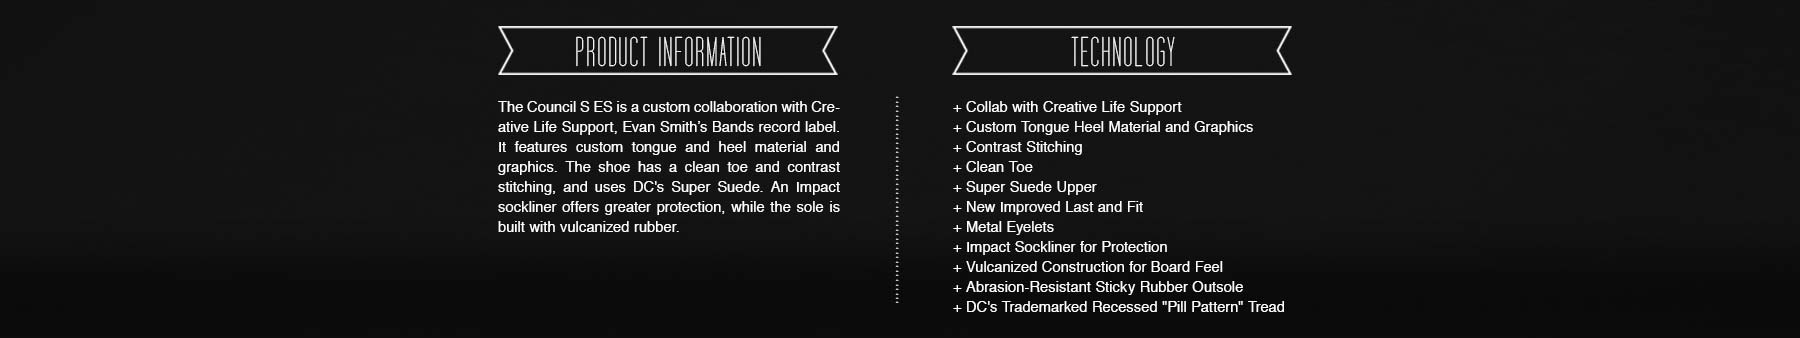 PRODUCT INFORMATION
The Council S ES is a custom collaboration with Cre-
ative Life Support, Evan Smith's Bands record label.
It features custom tongue and heel material and
graphics. The shoe has a clean toe and contrast
stitching, and uses DC's Super Suede. An Impact
sockliner offers greater protection, while the sole is
built with vulcanized rubber.
TECHNOLOGY
+ Collab with Creative Life Support
+ Custom Tongue Heel Material and Graphics
+ Contrast Stitching
+ Clean Toe
+ Super Suede Upper
+ New Improved Last and Fit
+ Metal Eyelets
+ Impact Sockliner for Protection
+ Vulcanized Construction for Board Feel
+ Abrasion-Resistant Sticky Rubber Outsole
+ DC's Trademarked Recessed "Pill Pattern" Tread